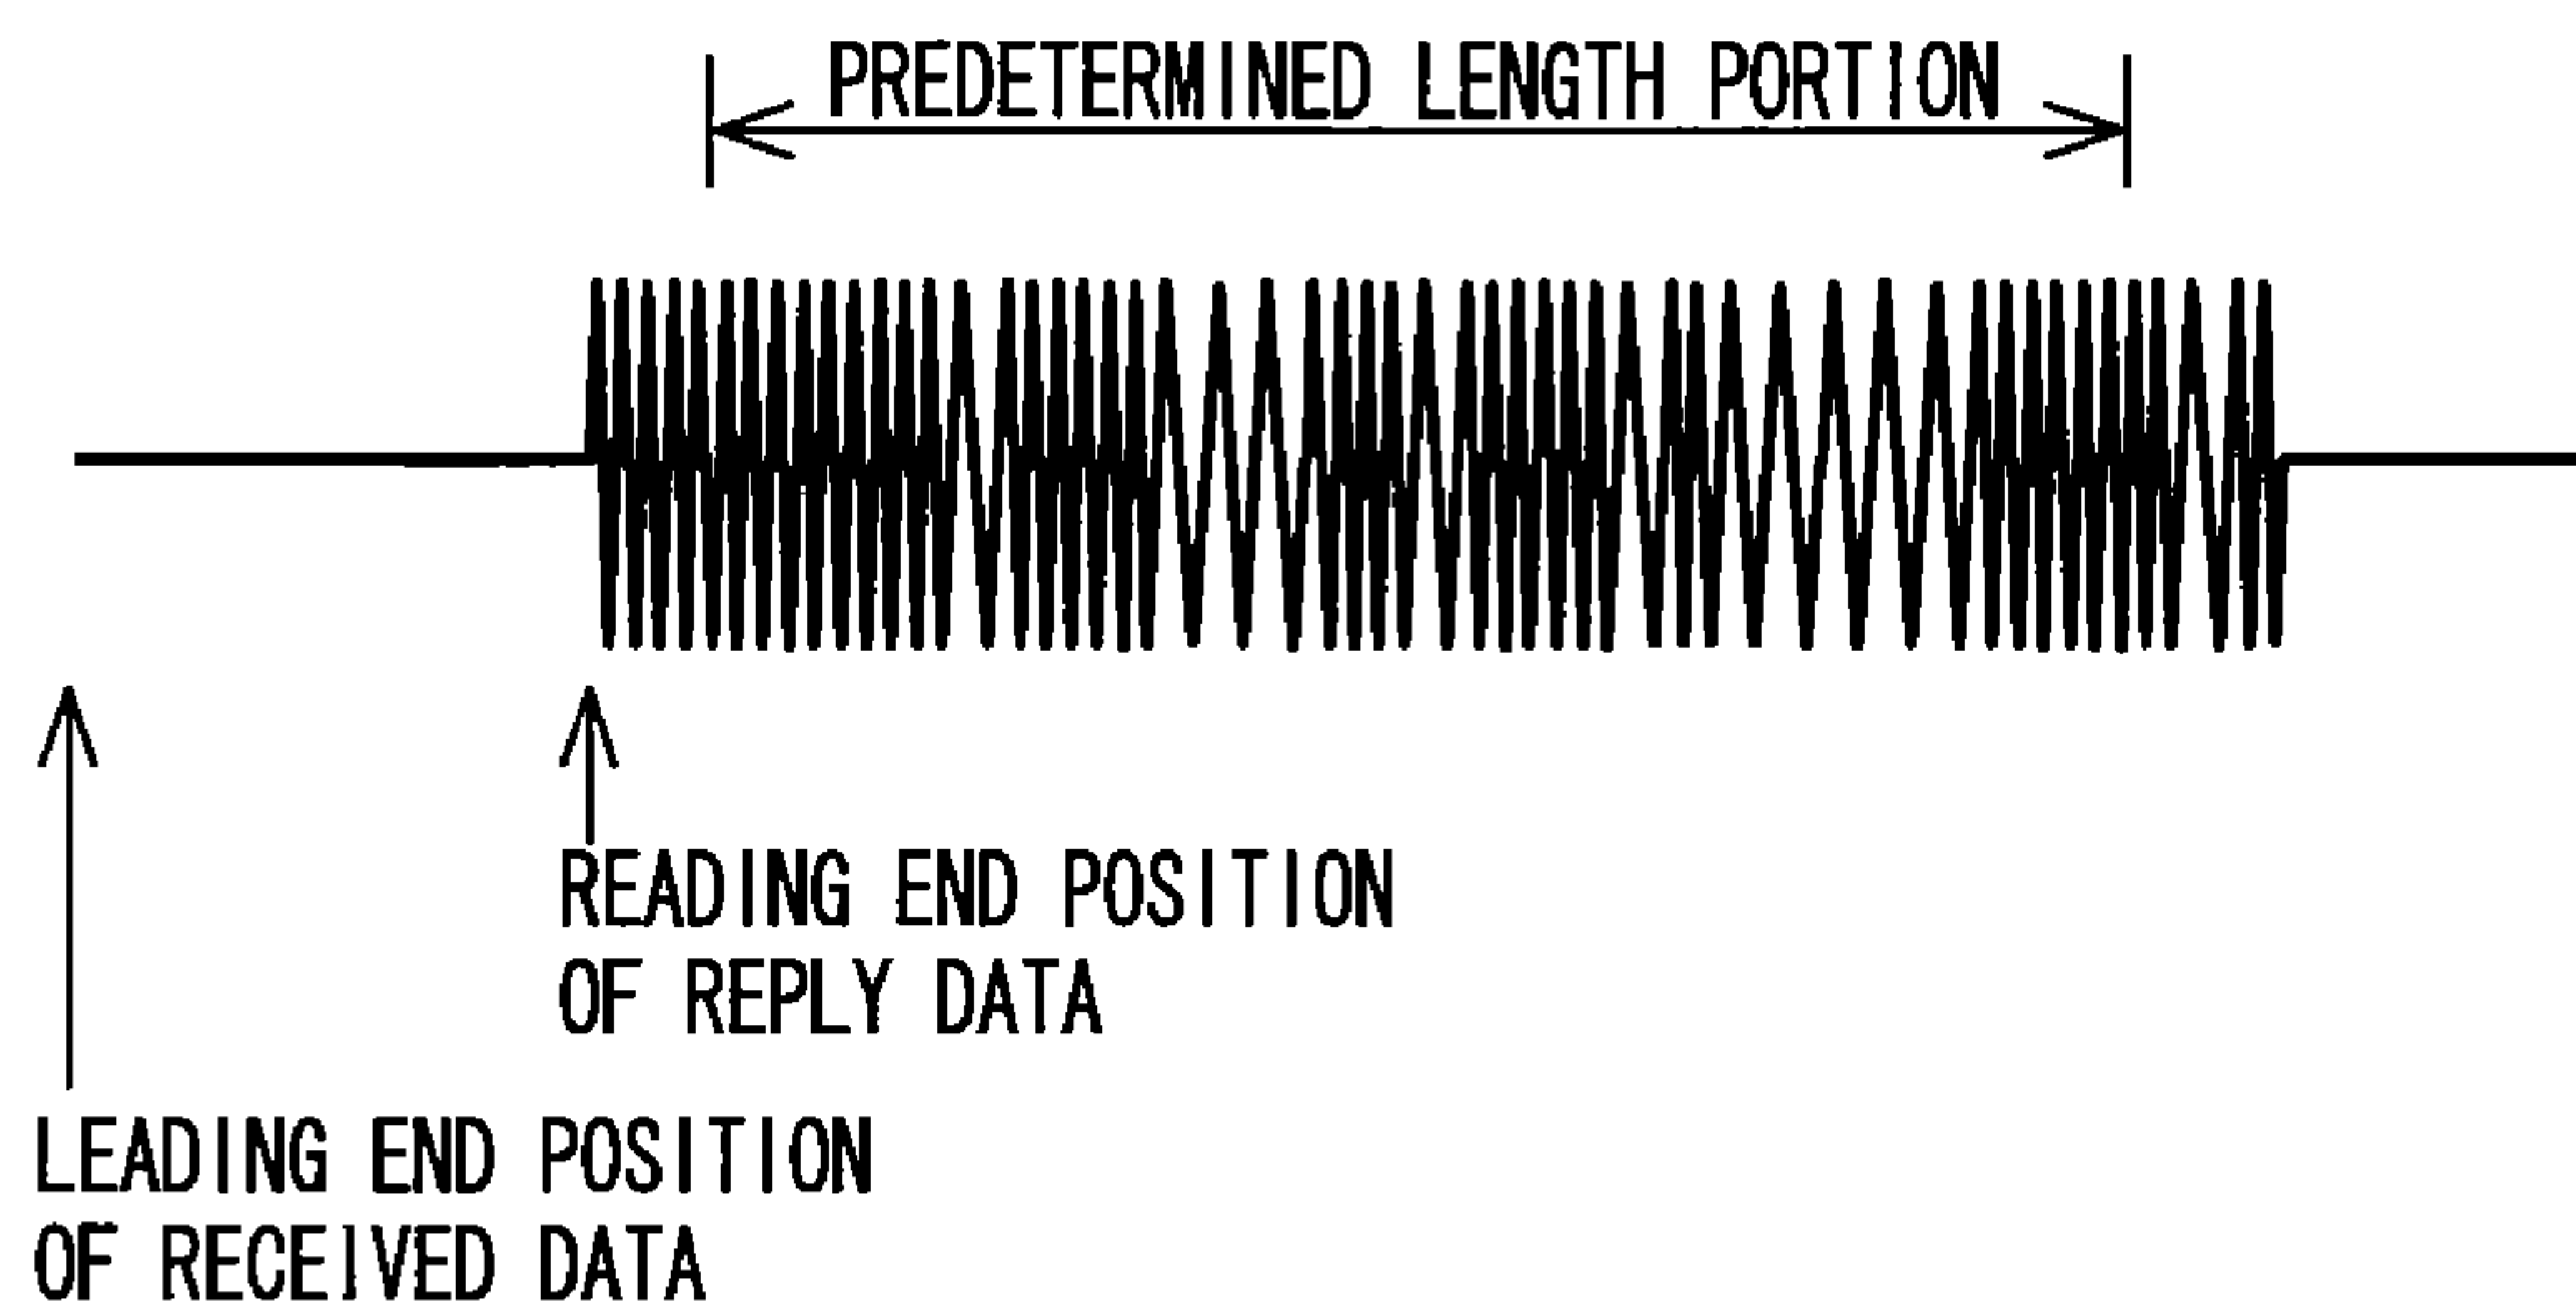 PREDETERMINED LENGTH PORTION
READING END POSITION
OF REPLY DATA
LEADING END POSITION
OF RECEIVED DATA